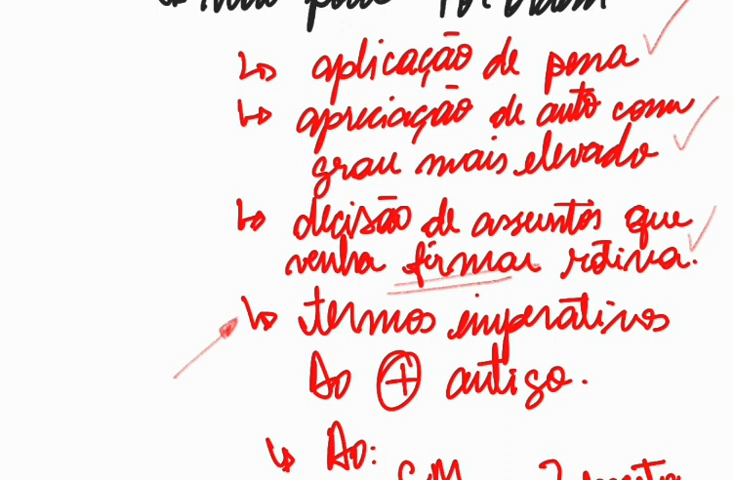 ↳ aplicação de pena
↳ apreciação de auto com
grau mais elevado
↳ decisão de assuntos que
venha firmar rotina.
↳ termos imperativos
Ao + antigo.
↳ Ao: